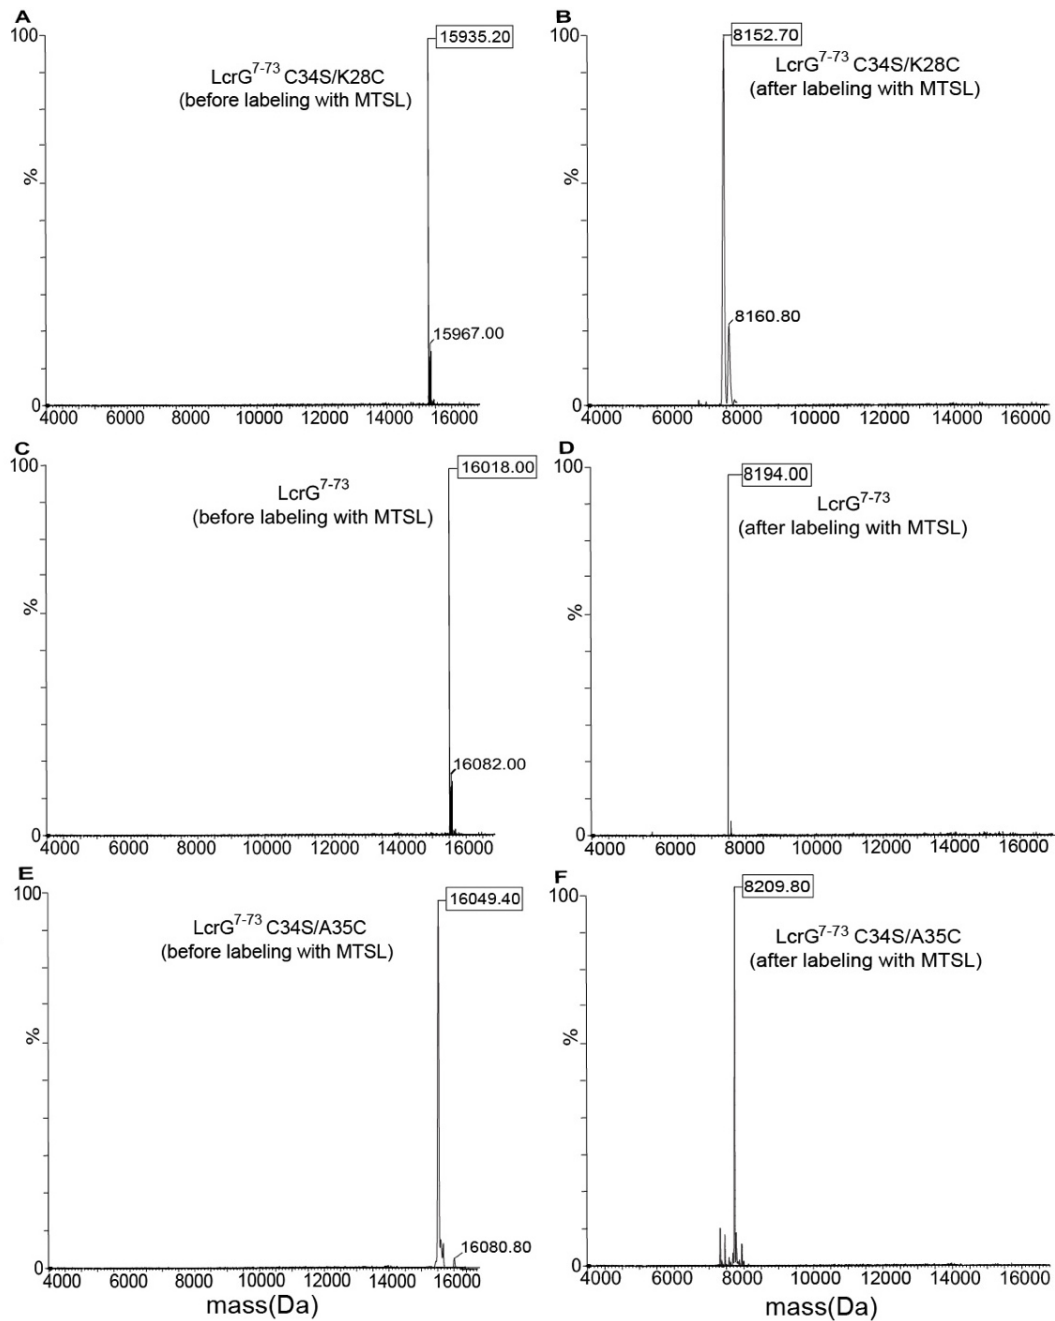 A
100
15935.20
LcrG7-73 C34S/K28C
(before labeling with MTSL)
%
15967.00
0
4000 6000 8000 10000 12000 14000 16000
B
100
8152.70
LcrG7-73 C34S/K28C
(after labeling with MTSL)
%
8160.80
0
4000 6000 8000 10000 12000 14000 16000
C
100
16018.00
LcrG7-73
(before labeling with MTSL)
%
16082.00
0
4000 6000 8000 10000 12000 14000 16000
D
100
8194.00
LcrG7-73
(after labeling with MTSL)
%
0
4000 6000 8000 10000 12000 14000 16000
E
100
16049.40
LcrG7-73 C34S/A35C
(before labeling with MTSL)
%
16080.80
0
4000 6000 8000 10000 12000 14000 16000
mass(Da)
F
100
8209.80
LcrG7-73 C34S/A35C
(after labeling with MTSL)
%
0
4000 6000 8000 10000 12000 14000 16000
mass(Da)